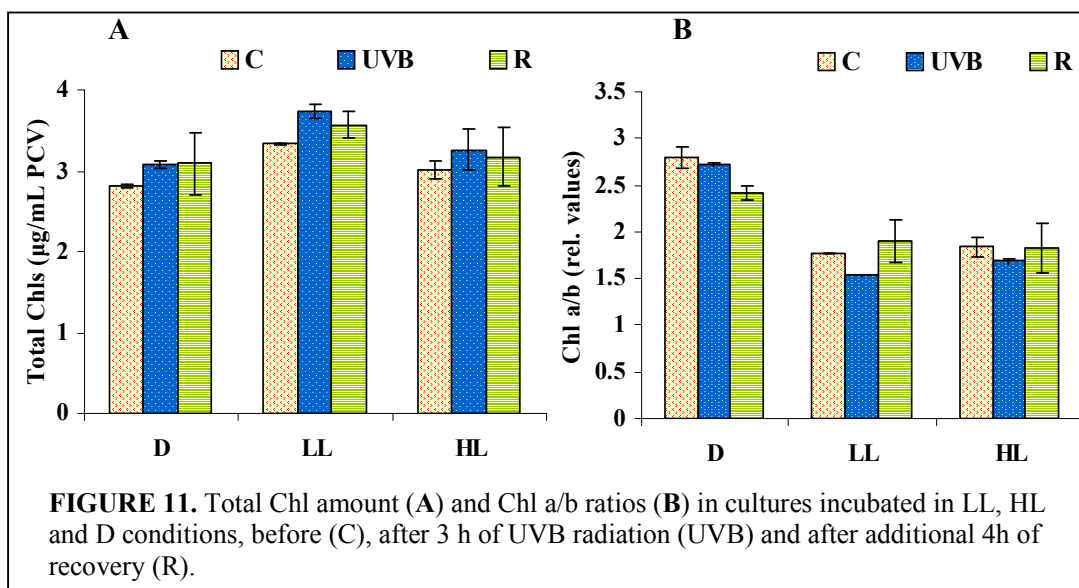 A
C UVB R
Total Chls (µg/mL PCV)
4
3
2
1
0
D LL HL
B
C UVB R
Chl a/b (rel. values)
3.5
3
2.5
2
1.5
1
0.5
0
D LL HL
FIGURE 11. Total Chl amount (A) and Chl a/b ratios (B) in cultures incubated in LL, HL
and D conditions, before (C), after 3 h of UVB radiation (UVB) and after additional 4h of
recovery (R).